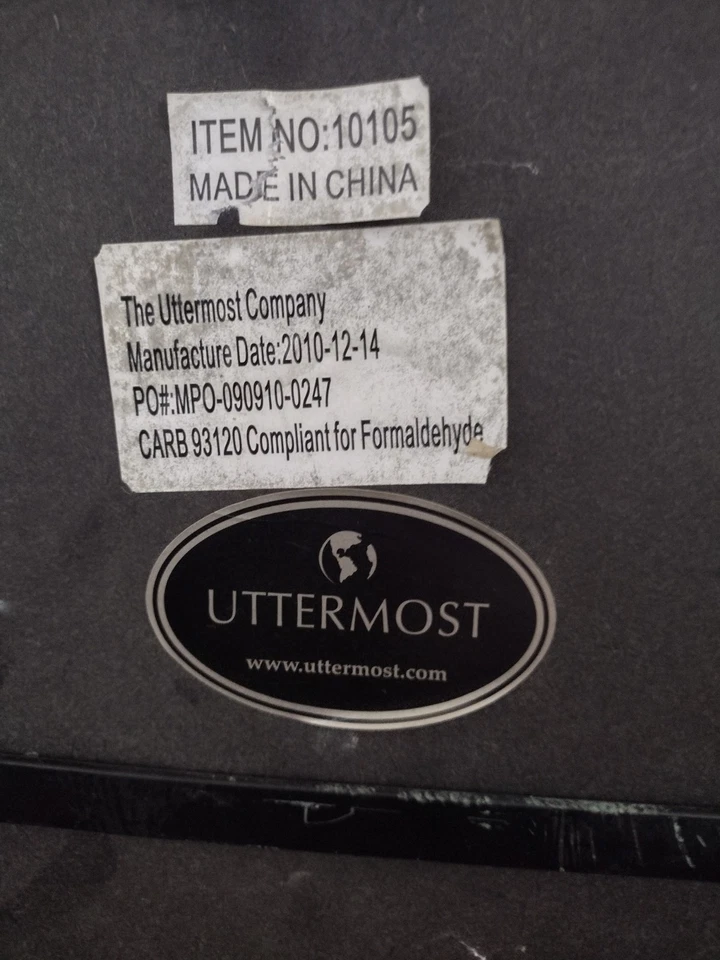 ITEM NO:10105
MADE IN CHINA
The Uttermost Company
Manufacture Date:2010-12-14
PO#:MPO-090910-0247
CARB 93120 Compliant for Formaldehyde
UTTERMOST
www.uttermost.com